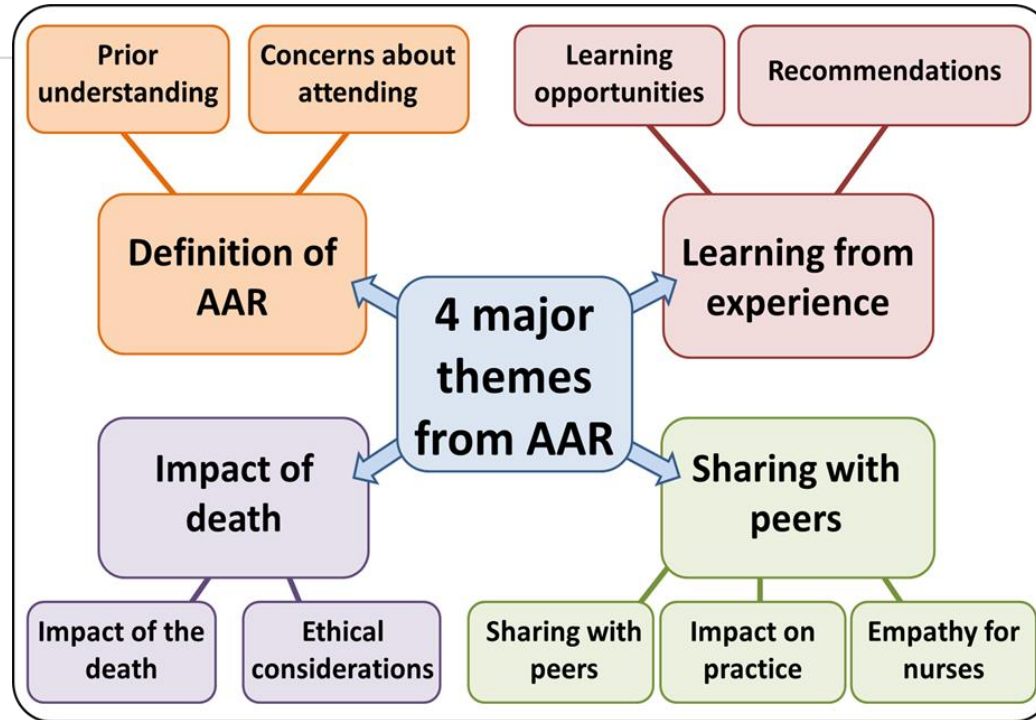 Prior
understanding
Concerns about
attending
Learning
opportunities
Recommendations
Definition of
AAR
Learning from
experience
4 major
themes
from AAR
Impact of
death
Sharing with
peers
Impact of the
death
Ethical
considerations
Sharing with
peers
Impact on
practice
Empathy for
nurses